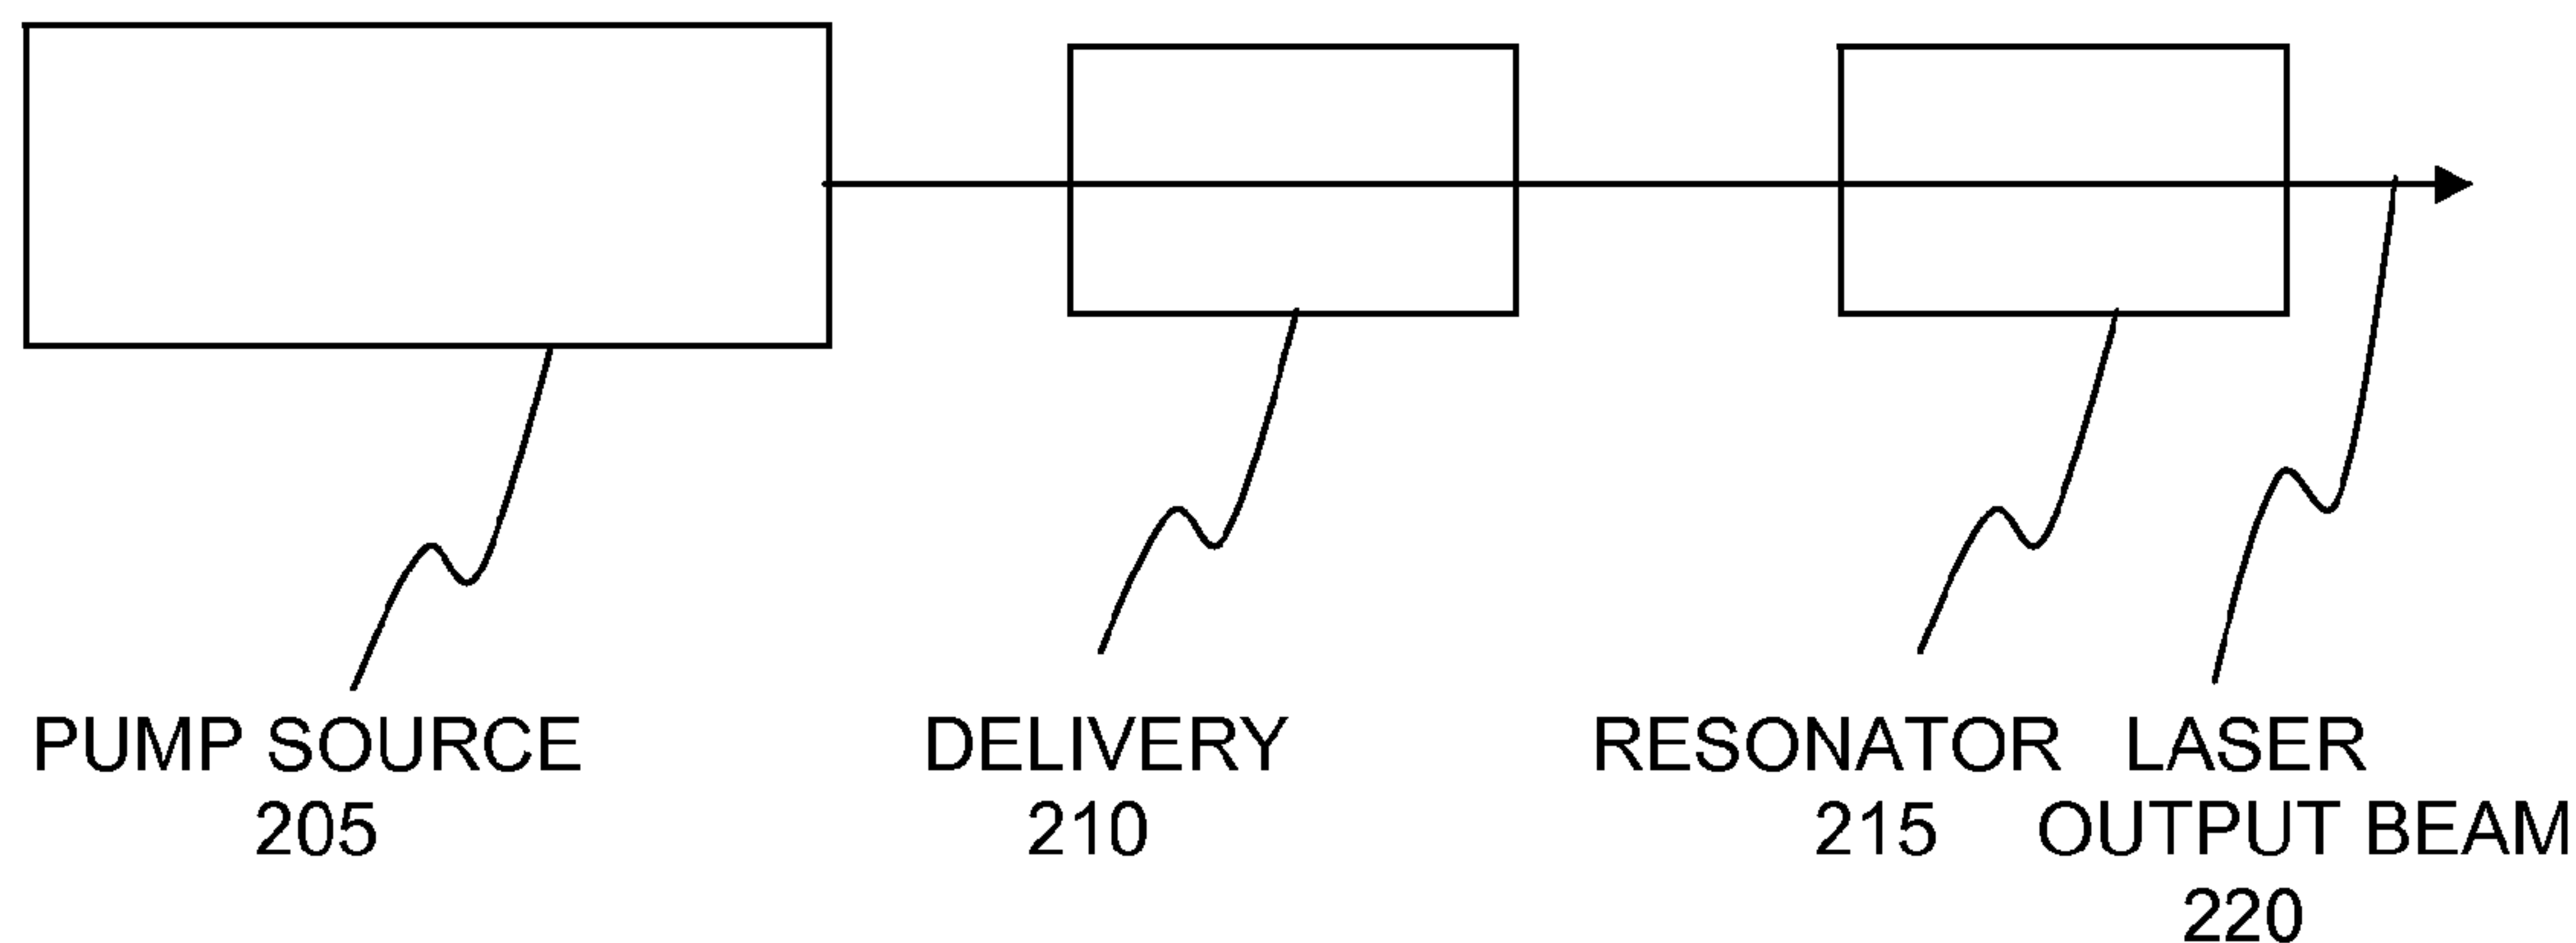 PUMP SOURCE
205
DELIVERY
210
RESONATOR
215
LASER
OUTPUT BEAM
220